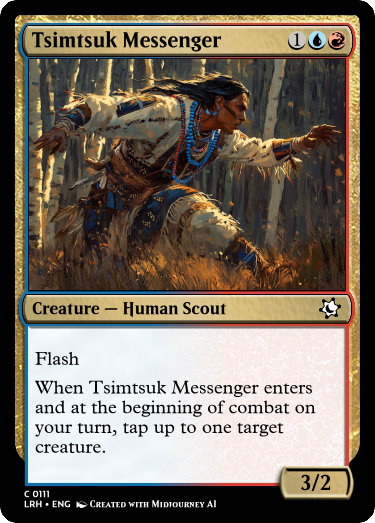 Tsimtsuk Messenger 1
Creature — Human Scout
Flash
When Tsimtsuk Messenger enters
and at the beginning of combat on
your turn, tap up to one target
creature.
3/2
C 0111
LRH • ENG Created with Midjourney AI